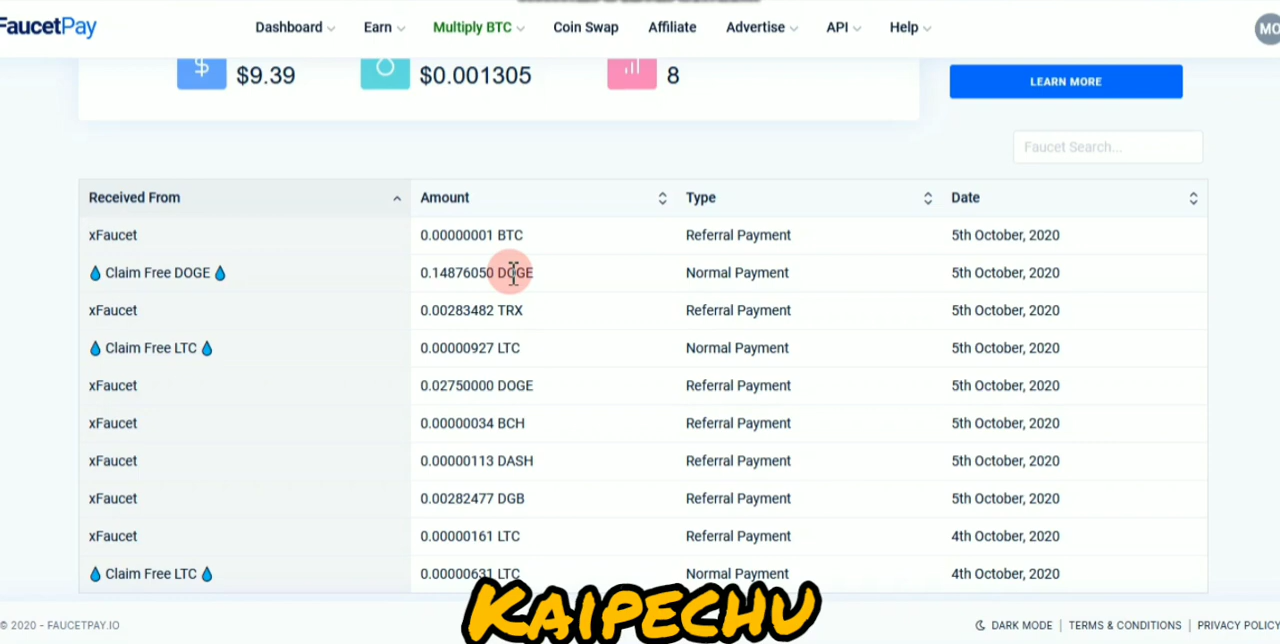 FaucetPay Dashboard Earn Multiply BTC Coin Swap Affiliate Advertise API Help MO
$ $9.39 $0.001305 8 LEARN MORE
Faucet Search...
Received From Amount Type Date
xFaucet 0.00000001 BTC Referral Payment 5th October, 2020
Claim Free DOGE 0.14876050 DOGE Normal Payment 5th October, 2020
xFaucet 0.00283482 TRX Referral Payment 5th October, 2020
Claim Free LTC 0.00000927 LTC Normal Payment 5th October, 2020
xFaucet 0.02750000 DOGE Referral Payment 5th October, 2020
xFaucet 0.00000034 BCH Referral Payment 5th October, 2020
xFaucet 0.00000113 DASH Referral Payment 5th October, 2020
xFaucet 0.00282477 DGB Referral Payment 5th October, 2020
xFaucet 0.00000161 LTC Referral Payment 4th October, 2020
Claim Free LTC 0.00000631 LTC Normal Payment 4th October, 2020
KAIPECHU
© 2020 - FAUCETPAY.IO DARK MODE | TERMS & CONDITIONS | PRIVACY POLICY